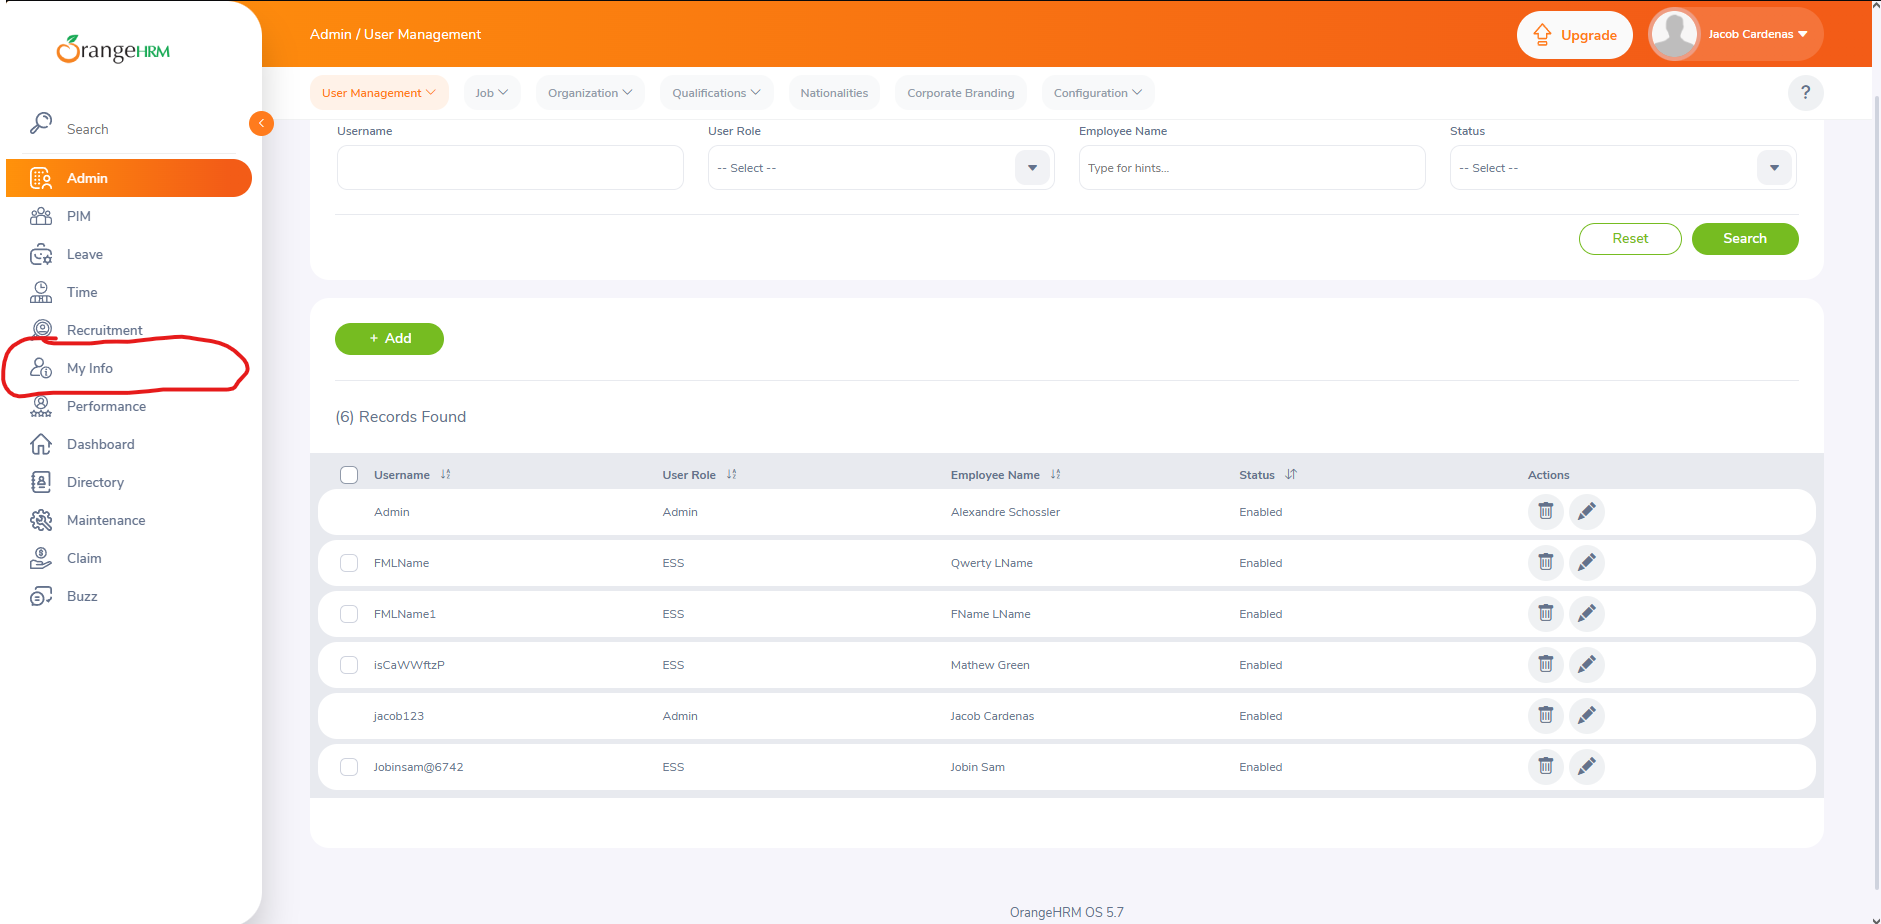 OrangeHRM
Admin / User Management
Upgrade
Jacob Cardenas
Search
Admin
PIM
Leave
Time
Recruitment
My Info
Performance
Dashboard
Directory
Maintenance
Claim
Buzz
User Management
Job
Organization
Qualifications
Nationalities
Corporate Branding
Configuration
?
Username
User Role
Employee Name
Status
-- Select --
Type for hints...
-- Select --
Reset
Search
+ Add
(6) Records Found
Username User Role Employee Name Status Actions
Admin Admin Alexandre Schossler Enabled
FMLName ESS Qwerty LName Enabled
FMLName1 ESS FName LName Enabled
isCaWWftzP ESS Mathew Green Enabled
jacob123 Admin Jacob Cardenas Enabled
Jobinsam@6742 ESS Jobin Sam Enabled
OrangeHRM OS 5.7